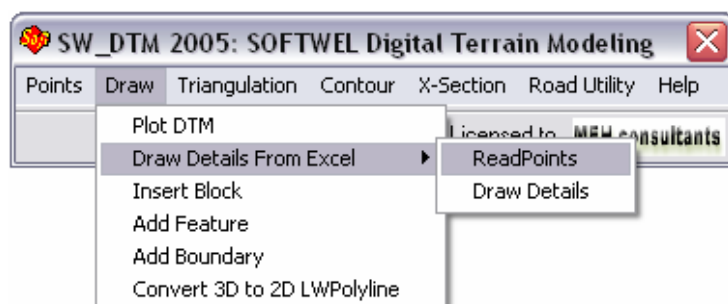 SW_DTM 2005: SOFTWEL Digital Terrain Modeling
Points Draw Triangulation Contour X-Section Road Utility Help
Licensed to consultants
Plot DTM
Draw Details From Excel
ReadPoints
Insert Block
Draw Details
Add Feature
Add Boundary
Convert 3D to 2D LWPolyline